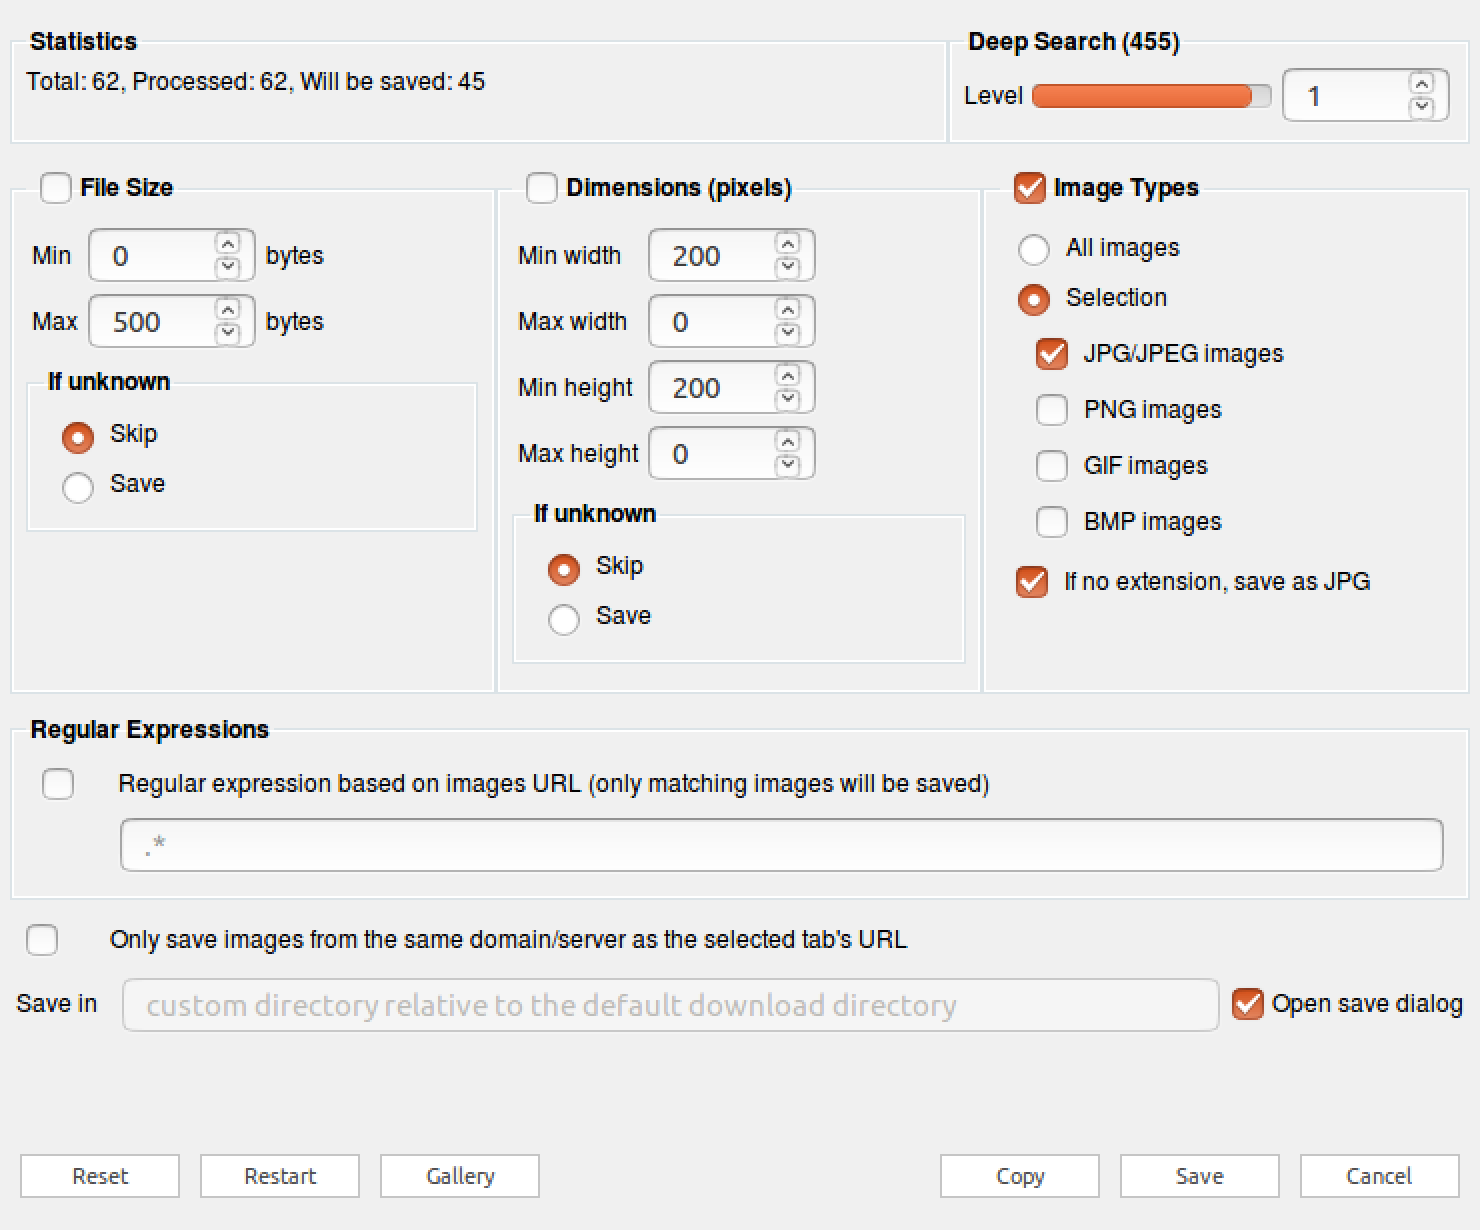 Statistics
Total: 62, Processed: 62, Will be saved: 45
Deep Search (455)
Level 1
File Size
Min 0 bytes
Max 500 bytes
If unknown
Skip
Save
Dimensions (pixels)
Min width 200
Max width 0
Min height 200
Max height 0
If unknown
Skip
Save
Image Types
All images
Selection
JPG/JPEG images
PNG images
GIF images
BMP images
If no extension, save as JPG
Regular Expressions
Regular expression based on images URL (only matching images will be saved)
.*
Only save images from the same domain/server as the selected tab's URL
Save in custom directory relative to the default download directory Open save dialog
Reset Restart Gallery Copy Save Cancel